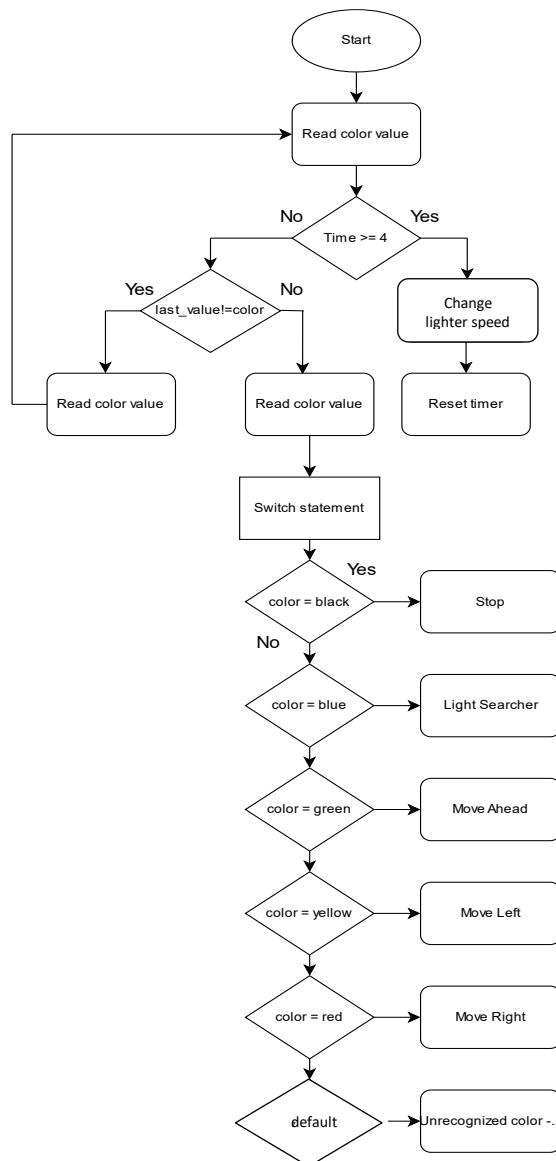 Start
Read color value
No
Yes
Time >= 4
Yes
No
last_value!=color
Change
lighter speed
Read color value
Read color value
Reset timer
Switch statement
Yes
color = black
Stop
No
color = blue
Light Searcher
color = green
Move Ahead
color = yellow
Move Left
color = red
Move Right
default
Unrecognized color -..